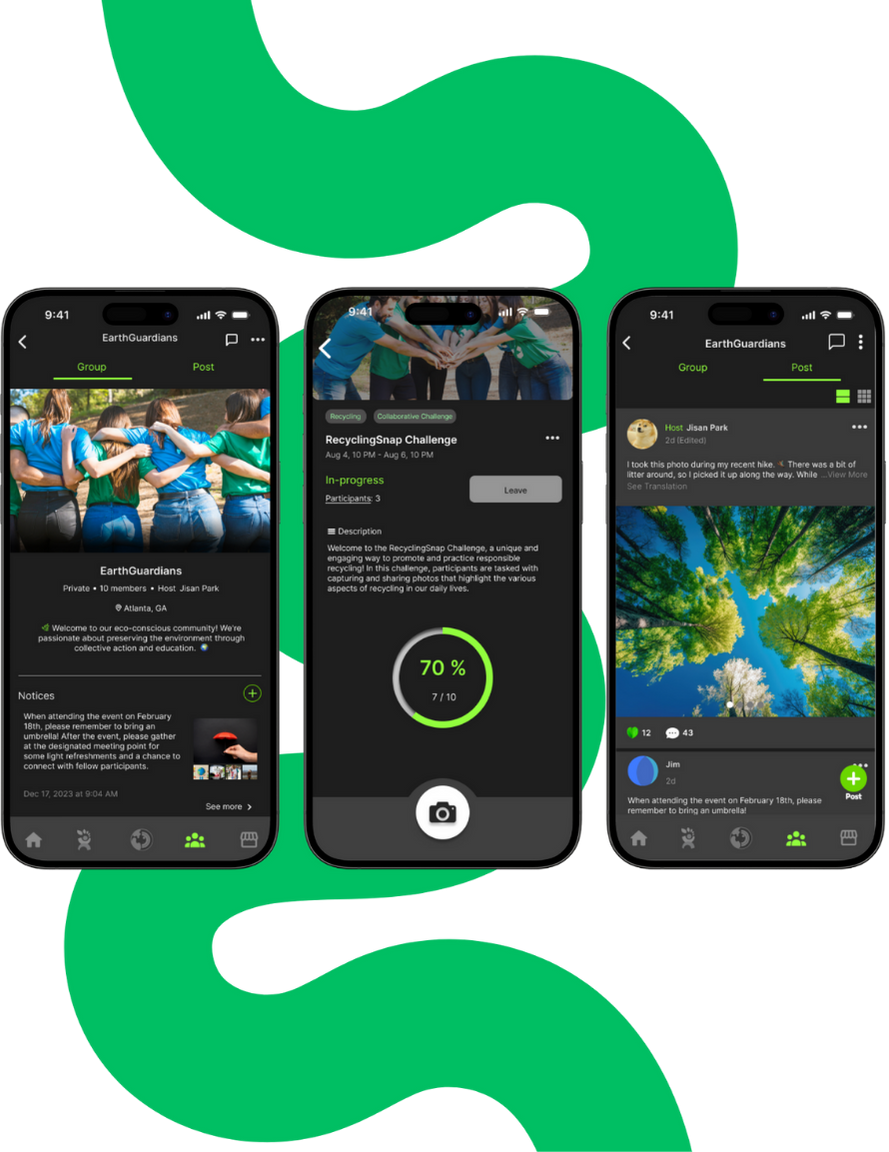 9:41
EarthGuardians
Group
Post
EarthGuardians
Private • 10 members • Host Jisan Park
Atlanta, GA
Welcome to our eco-conscious community! We're
passionate about preserving the environment through
collective action and education.
Notices
When attending the event on February
18th, please remember to bring an
umbrella! After the event, please gather
at the designated meeting point for
some light refreshments and a chance to
connect with fellow participants.
Dec 17, 2023 at 9:04 AM
See more
9:41
Recycling
Collaborative Challenge
RecyclingSnap Challenge
Aug 4, 10 PM - Aug 6, 10 PM
In-progress
Participants: 3
Leave
Description
Welcome to the RecyclingSnap Challenge, a unique and
engaging way to promote and practice responsible
recycling! In this challenge, participants are tasked with
capturing and sharing photos that highlight the various
aspects of recycling in our daily lives.
70 %
7 / 10
9:41
EarthGuardians
Group
Post
Host Jisan Park
2d (Edited)
I took this photo during my recent hike. There was a bit of
litter around, so I picked it up along the way. While ...View More
See Translation
12
43
Jim
2d
Post
When attending the event on February 18th, please
remember to bring an umbrella!